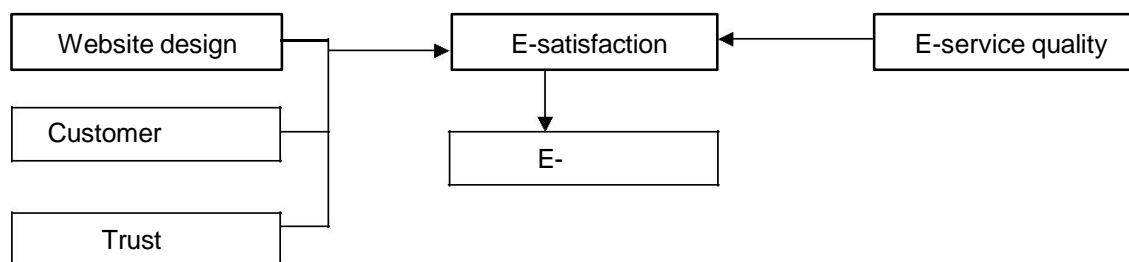 Website design
E-satisfaction
E-service quality
Customer
E-
Trust